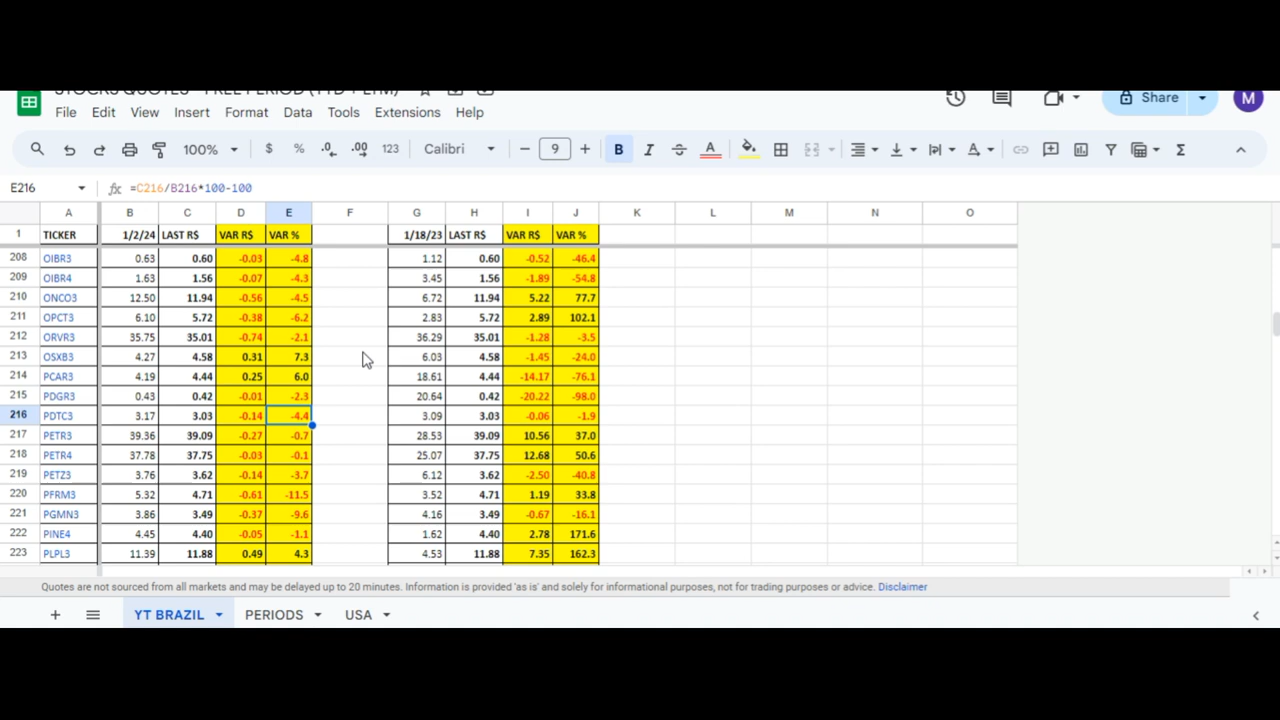 STOCKS QUOTES - FREE PERIOD (YTD + LTM)
File Edit View Insert Format Data Tools Extensions Help
Share M
100% $ % .0 .00 123 Calibri 9 B I A
E216 fx =C216/B216*100-100
A B C D E F G H I J K L M N O
1 TICKER 1/2/24 LAST R$ VAR R$ VAR % 1/18/23 LAST R$ VAR R$ VAR %
208 OIBR3 0.63 0.60 -0.03 -4.8 1.12 0.60 -0.52 -46.4
209 OIBR4 1.63 1.56 -0.07 -4.3 3.45 1.56 -1.89 -54.8
210 ONCO3 12.50 11.94 -0.56 -4.5 6.72 11.94 5.22 77.7
211 OPCT3 6.10 5.72 -0.38 -6.2 2.83 5.72 2.89 102.1
212 ORVR3 35.75 35.01 -0.74 -2.1 36.29 35.01 -1.28 -3.5
213 OSXB3 4.27 4.58 0.31 7.3 6.03 4.58 -1.45 -24.0
214 PCAR3 4.19 4.44 0.25 6.0 18.61 4.44 -14.17 -76.1
215 PDGR3 0.43 0.42 -0.01 -2.3 20.64 0.42 -20.22 -98.0
216 PDTC3 3.17 3.03 -0.14 -4.4 3.09 3.03 -0.06 -1.9
217 PETR3 39.36 39.09 -0.27 -0.7 28.53 39.09 10.56 37.0
218 PETR4 37.78 37.75 -0.03 -0.1 25.07 37.75 12.68 50.6
219 PETZ3 3.76 3.62 -0.14 -3.7 6.12 3.62 -2.50 -40.8
220 PFRM3 5.32 4.71 -0.61 -11.5 3.52 4.71 1.19 33.8
221 PGMN3 3.86 3.49 -0.37 -9.6 4.16 3.49 -0.67 -16.1
222 PINE4 4.45 4.40 -0.05 -1.1 1.62 4.40 2.78 171.6
223 PLPL3 11.39 11.88 0.49 4.3 4.53 11.88 7.35 162.3
Quotes are not sourced from all markets and may be delayed up to 20 minutes. Information is provided 'as is' and solely for informational purposes, not for trading purposes or advice. Disclaimer
YT BRAZIL PERIODS USA